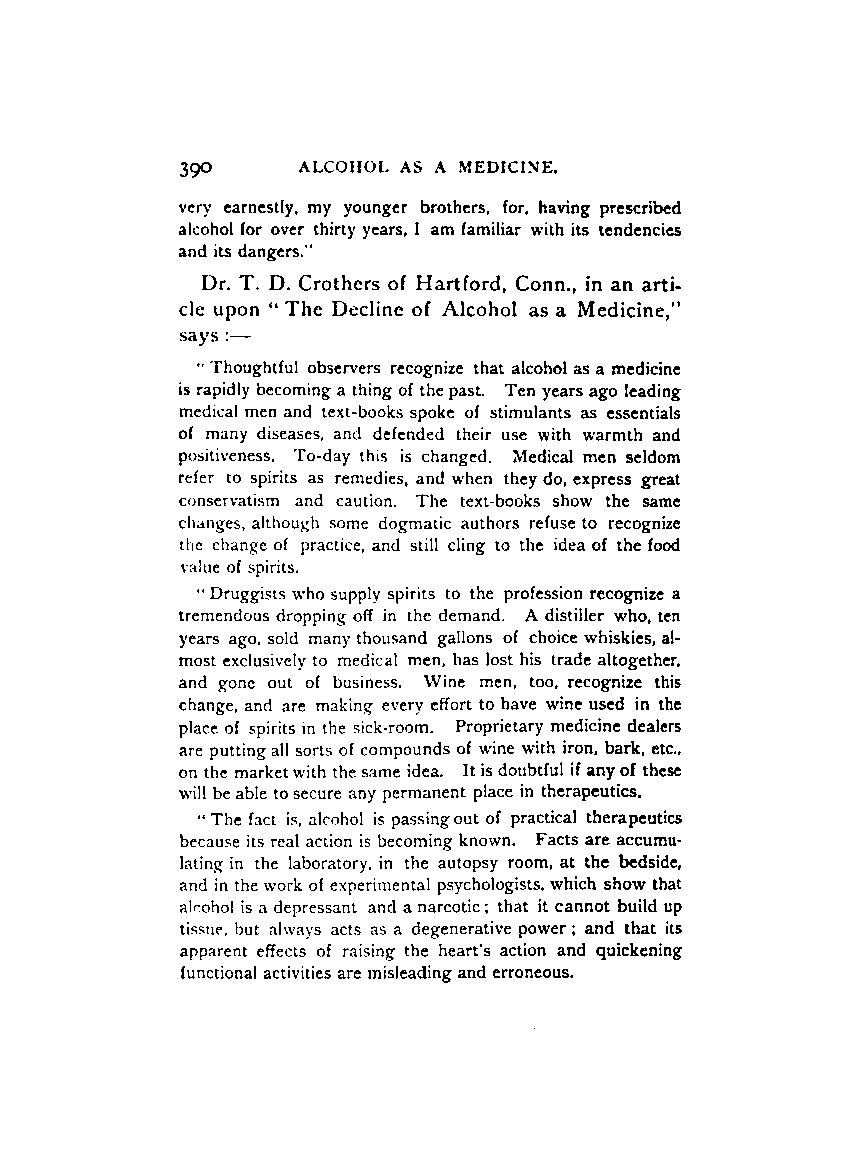 390 ALCOHOL AS A MEDICINE.
very earnestly, my younger brothers, for, having prescribed
alcohol for over thirty years, I am familiar with its tendencies
and its dangers."
Dr. T. D. Crothers of Hartford, Conn., in an arti-
cle upon "The Decline of Alcohol as a Medicine,"
says :—
"Thoughtful observers recognize that alcohol as a medicine
is rapidly becoming a thing of the past. Ten years ago leading
medical men and text-books spoke of stimulants as essentials
of many diseases, and defended their use with warmth and
positiveness. To-day this is changed. Medical men seldom
refer to spirits as remedies, and when they do, express great
conservatism and caution. The text-books show the same
changes, although some dogmatic authors refuse to recognize
the change of practice, and still cling to the idea of the food
value of spirits.
"Druggists who supply spirits to the profession recognize a
tremendous dropping off in the demand. A distiller who, ten
years ago, sold many thousand gallons of choice whiskies, al-
most exclusively to medical men, has lost his trade altogether,
and gone out of business. Wine men, too, recognize this
change, and are making every effort to have wine used in the
place of spirits in the sick-room. Proprietary medicine dealers
are putting all sorts of compounds of wine with iron, bark, etc.,
on the market with the same idea. It is doubtful if any of these
will be able to secure any permanent place in therapeutics.
"The fact is, alcohol is passing out of practical therapeutics
because its real action is becoming known. Facts are accumu-
lating in the laboratory, in the autopsy room, at the bedside,
and in the work of experimental psychologists, which show that
alcohol is a depressant and a narcotic; that it cannot build up
tissue, but always acts as a degenerative power; and that its
apparent effects of raising the heart's action and quickening
functional activities are misleading and erroneous.